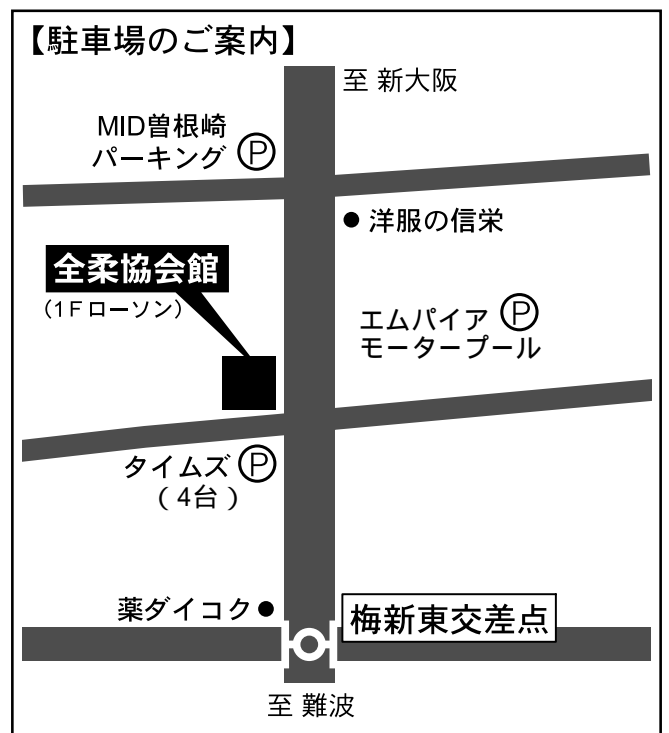 【駐車場のご案内】
至 新大阪
MID曽根崎
パーキング Ⓟ
● 洋服の信栄
全柔協会館
（1Fローソン）
エムパイア Ⓟ
モータープール
タイムズ Ⓟ
（4台）
薬ダイコク●
梅新東交差点
至 難波